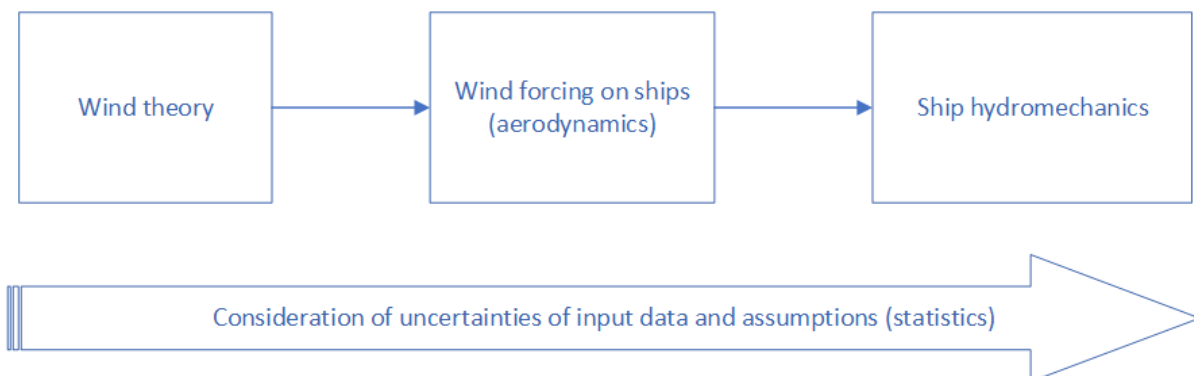 Wind theory
Wind forcing on ships
(aerodynamics)
Ship hydromechanics
Consideration of uncertainties of input data and assumptions (statistics)